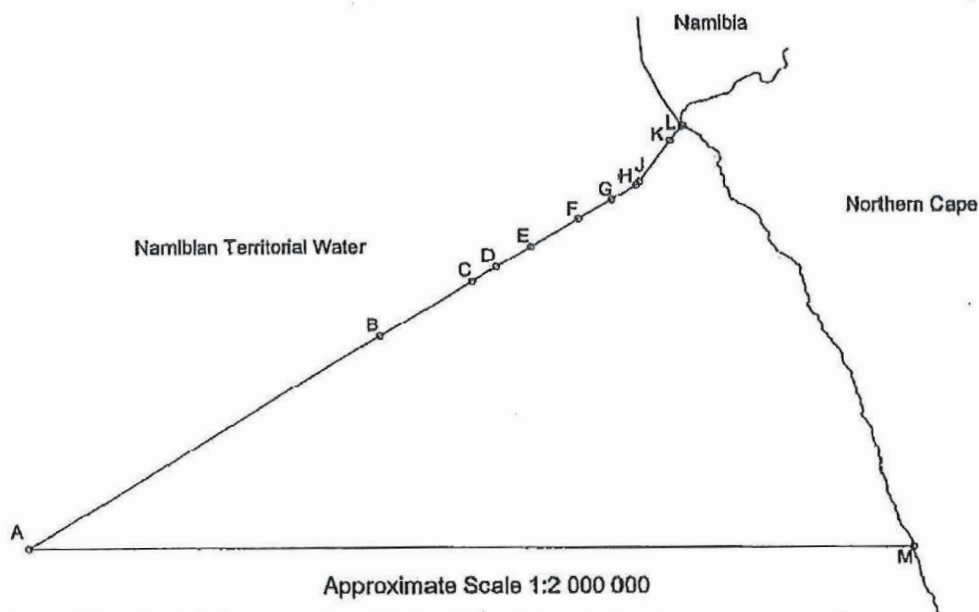 Namibia
L
K
J
H
G
Northern Cape
F
Namibian Territorial Water
E
D
C
B
A
M
Approximate Scale 1:2 000 000